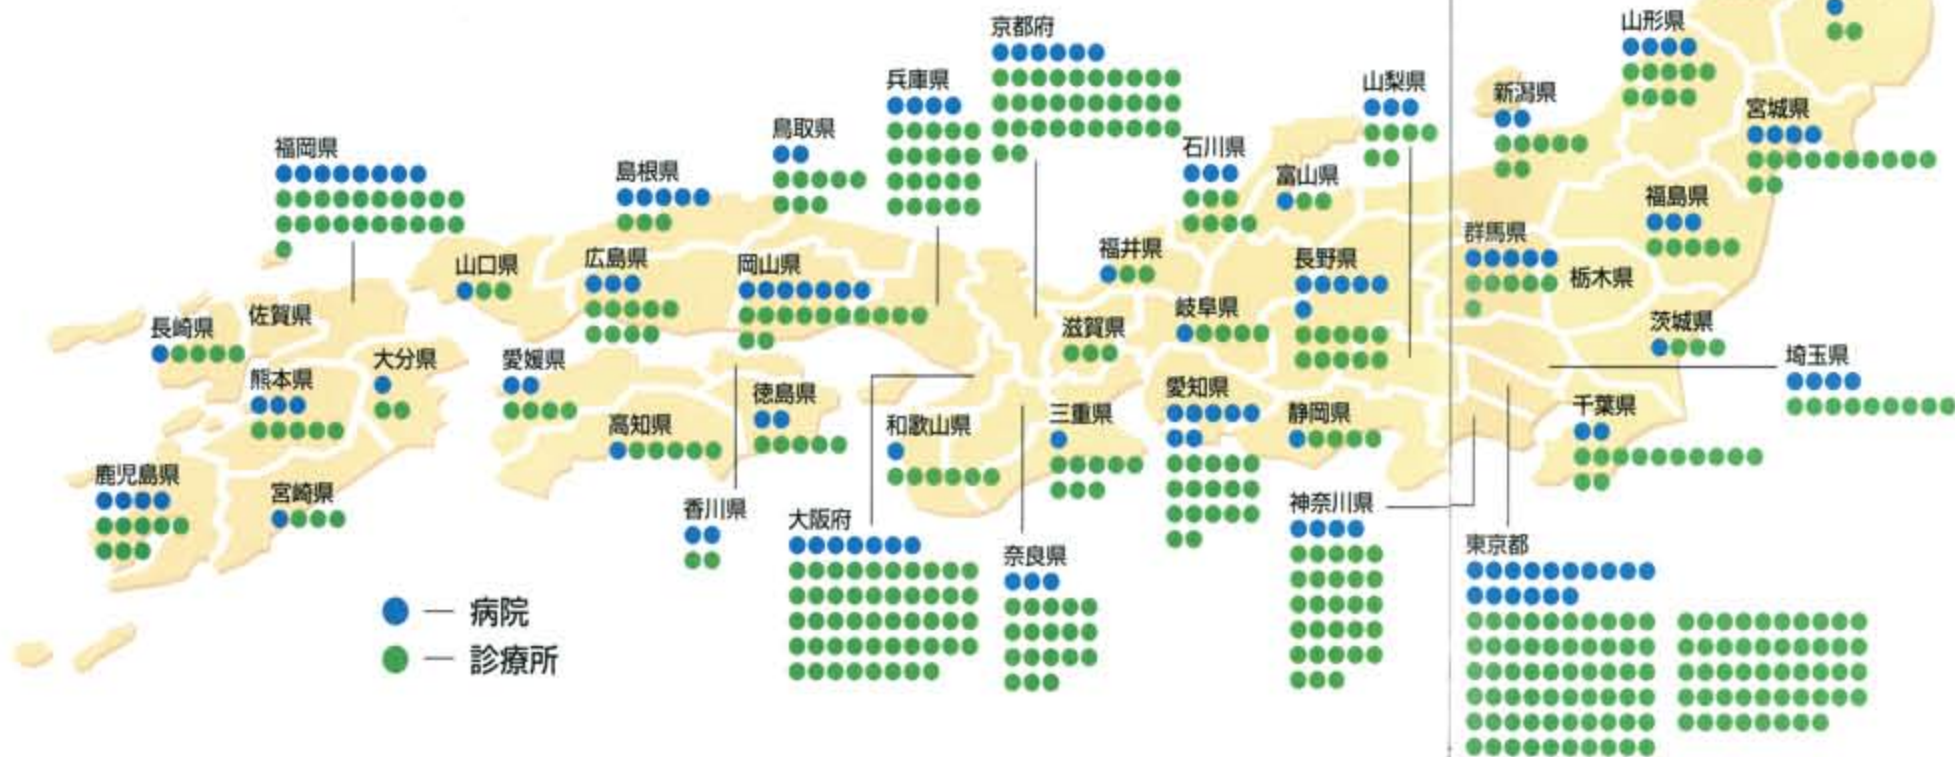 京都府
山形県
兵庫県
山梨県
新潟県
宮城県
鳥取県
福岡県
石川県
島根県
富山県
福島県
群馬県
福井県
山口県
広島県
岡山県
長野県
栃木県
佐賀県
長崎県
滋賀県
岐阜県
茨城県
大分県
愛媛県
埼玉県
熊本県
徳島県
愛知県
高知県
和歌山県
三重県
静岡県
千葉県
鹿児島県
宮崎県
香川県
大阪府
神奈川県
奈良県
東京都
病院
診療所